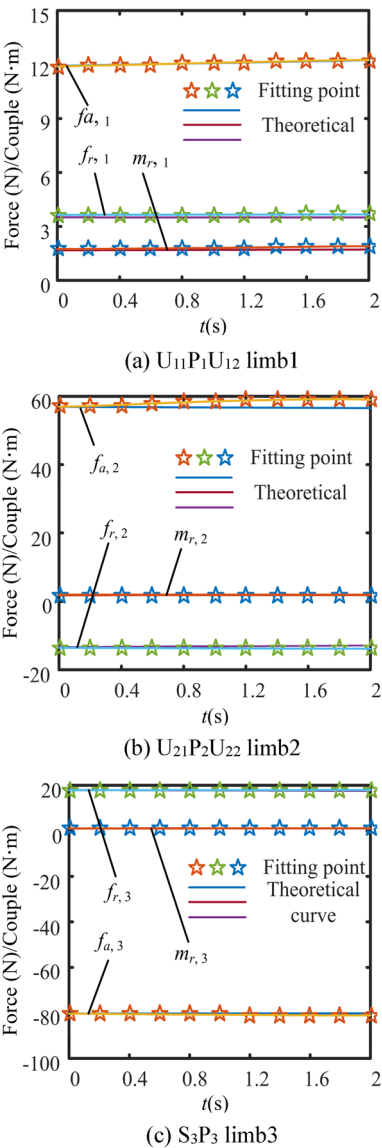 15
12
9
6
3
0
Force (N)/Couple (N·m)
Fitting point
Theoretical
fa, 1
fr, 1
mr, 1
0 0.4 0.8 1.2 1.6 2
t(s)
(a) U11P1U12 limb1
60
40
20
0
-20
Force (N)/Couple (N·m)
Fitting point
Theoretical
fa, 2
fr, 2
mr, 2
0 0.4 0.8 1.2 1.6 2
t(s)
(b) U21P2U22 limb2
20
0
-20
-40
-60
-80
-100
Force (N)/Couple (N·m)
Fitting point
Theoretical
curve
fr, 3
mr, 3
fa, 3
0 0.4 0.8 1.2 1.6 2
t(s)
(c) S3P3 limb3